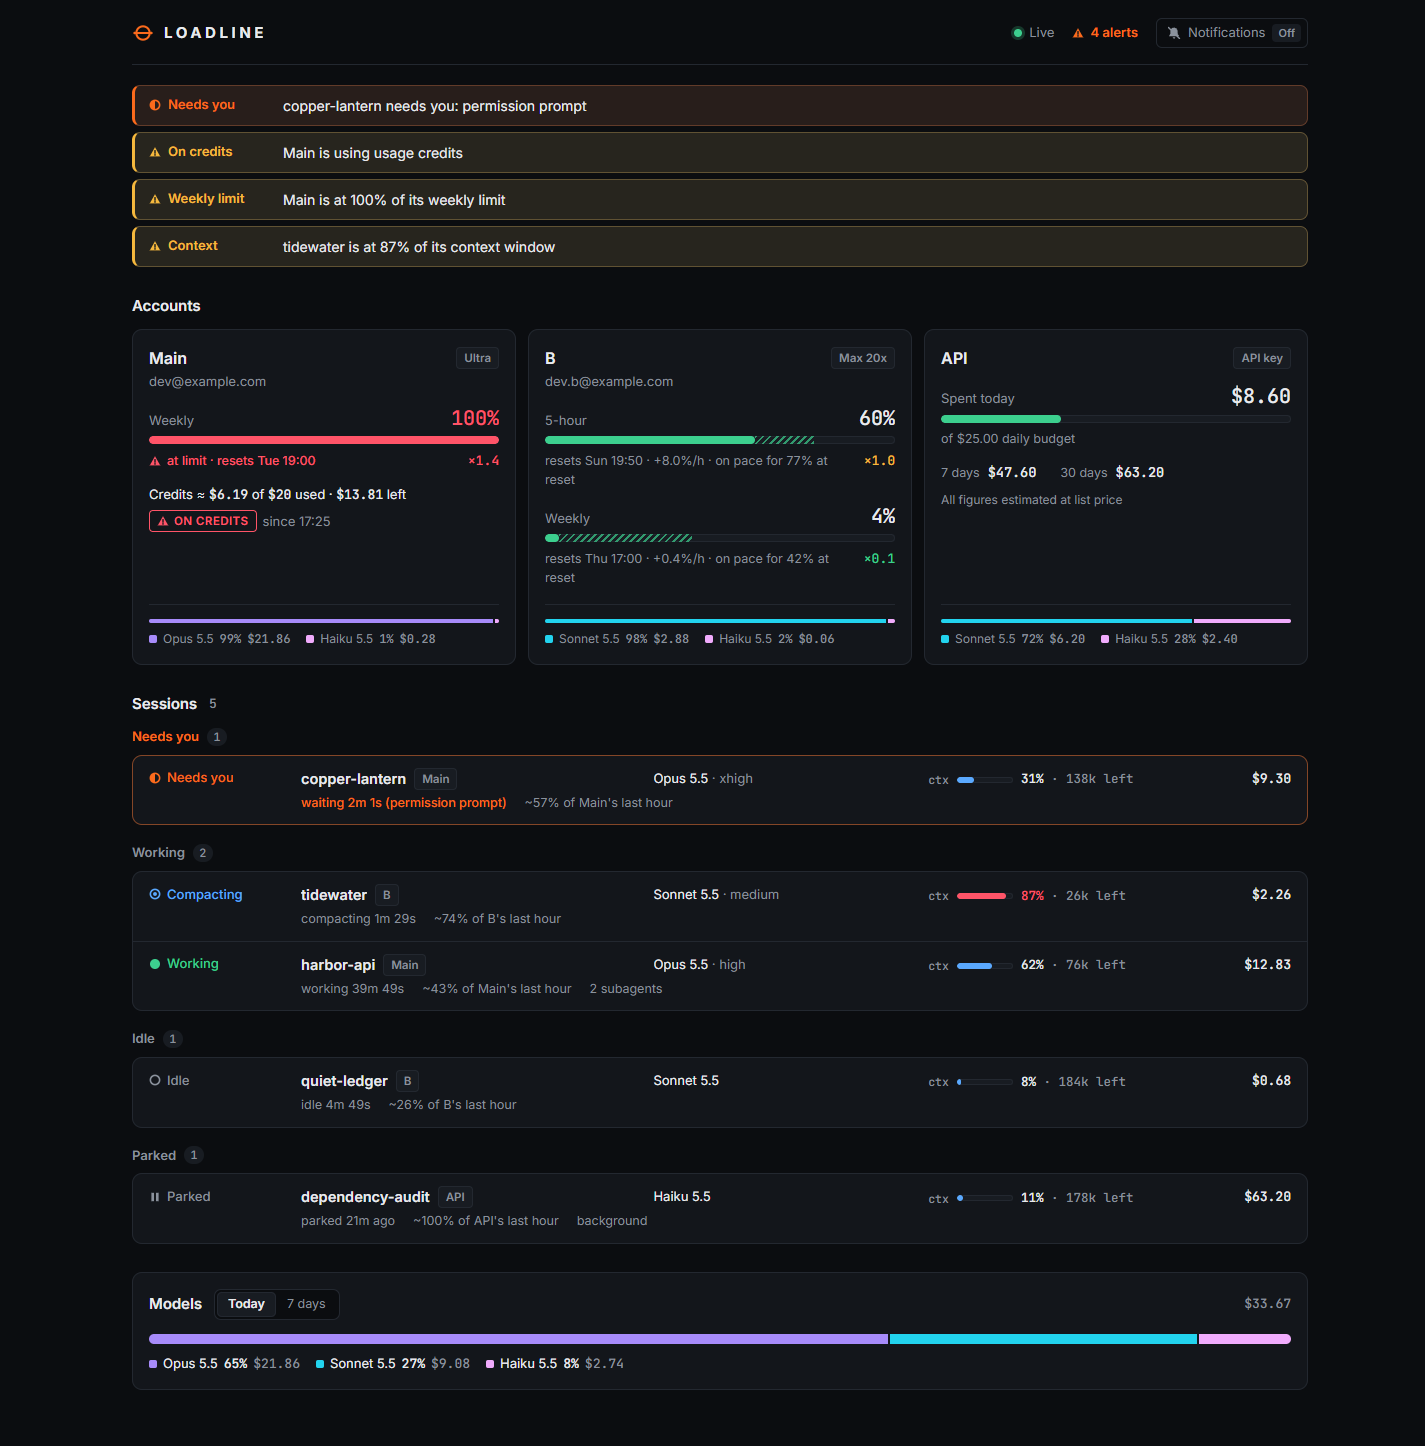 LOADLINE
Live
4 alerts
Notifications Off
Needs you copper-lantern needs you: permission prompt
On credits Main is using usage credits
Weekly limit Main is at 100% of its weekly limit
Context tidewater is at 87% of its context window
Accounts
Main Ultra
dev@example.com
Weekly 100%
at limit · resets Tue 19:00 ×1.4
Credits ≈ $6.19 of $20 used · $13.81 left
ON CREDITS since 17:25
Opus 5.5 99% $21.86 Haiku 5.5 1% $0.28
B Max 20x
dev.b@example.com
5-hour 60%
resets Sun 19:50 · +8.0%/h · on pace for 77% at ×1.0
reset
Weekly 4%
resets Thu 17:00 · +0.4%/h · on pace for 42% at ×0.1
reset
Sonnet 5.5 98% $2.88 Haiku 5.5 2% $0.06
API API key
Spent today $8.60
of $25.00 daily budget
7 days $47.60 30 days $63.20
All figures estimated at list price
Sonnet 5.5 72% $6.20 Haiku 5.5 28% $2.40
Sessions 5
Needs you 1
Needs you copper-lantern Main Opus 5.5 · xhigh ctx 31% · 138k left $9.30
waiting 2m 1s (permission prompt) ~57% of Main's last hour
Working 2
Compacting tidewater B Sonnet 5.5 · medium ctx 87% · 26k left $2.26
compacting 1m 29s ~74% of B's last hour
Working harbor-api Main Opus 5.5 · high ctx 62% · 76k left $12.83
working 39m 49s ~43% of Main's last hour 2 subagents
Idle 1
Idle quiet-ledger B Sonnet 5.5 ctx 8% · 184k left $0.68
idle 4m 49s ~26% of B's last hour
Parked 1
Parked dependency-audit API Haiku 5.5 ctx 11% · 178k left $63.20
parked 21m ago ~100% of API's last hour background
Models Today 7 days $33.67
Opus 5.5 65% $21.86 Sonnet 5.5 27% $9.08 Haiku 5.5 8% $2.74